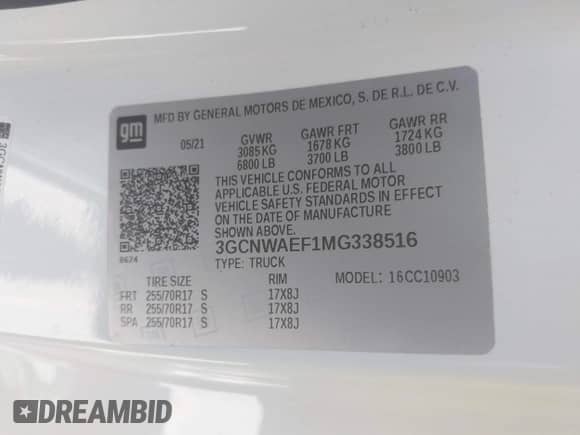 gm
MFD BY GENERAL MOTORS DE MEXICO, S. DE R.L. DE C.V.
05/21 GVWR GAWR FRT GAWR RR
3085 KG 1678 KG 1724 KG
6800 LB 3700 LB 3800 LB
THIS VEHICLE CONFORMS TO ALL
APPLICABLE U.S. FEDERAL MOTOR
VEHICLE SAFETY STANDARDS IN EFFECT
ON THE DATE OF MANUFACTURE
SHOWN ABOVE.
3GCNWAEF1MG338516
8674
TYPE: TRUCK
TIRE SIZE RIM MODEL: 16CC10903
FRT 255/70R17 S 17X8J
RR 255/70R17 S 17X8J
SPA 255/70R17 S 17X8J
DREAMBID